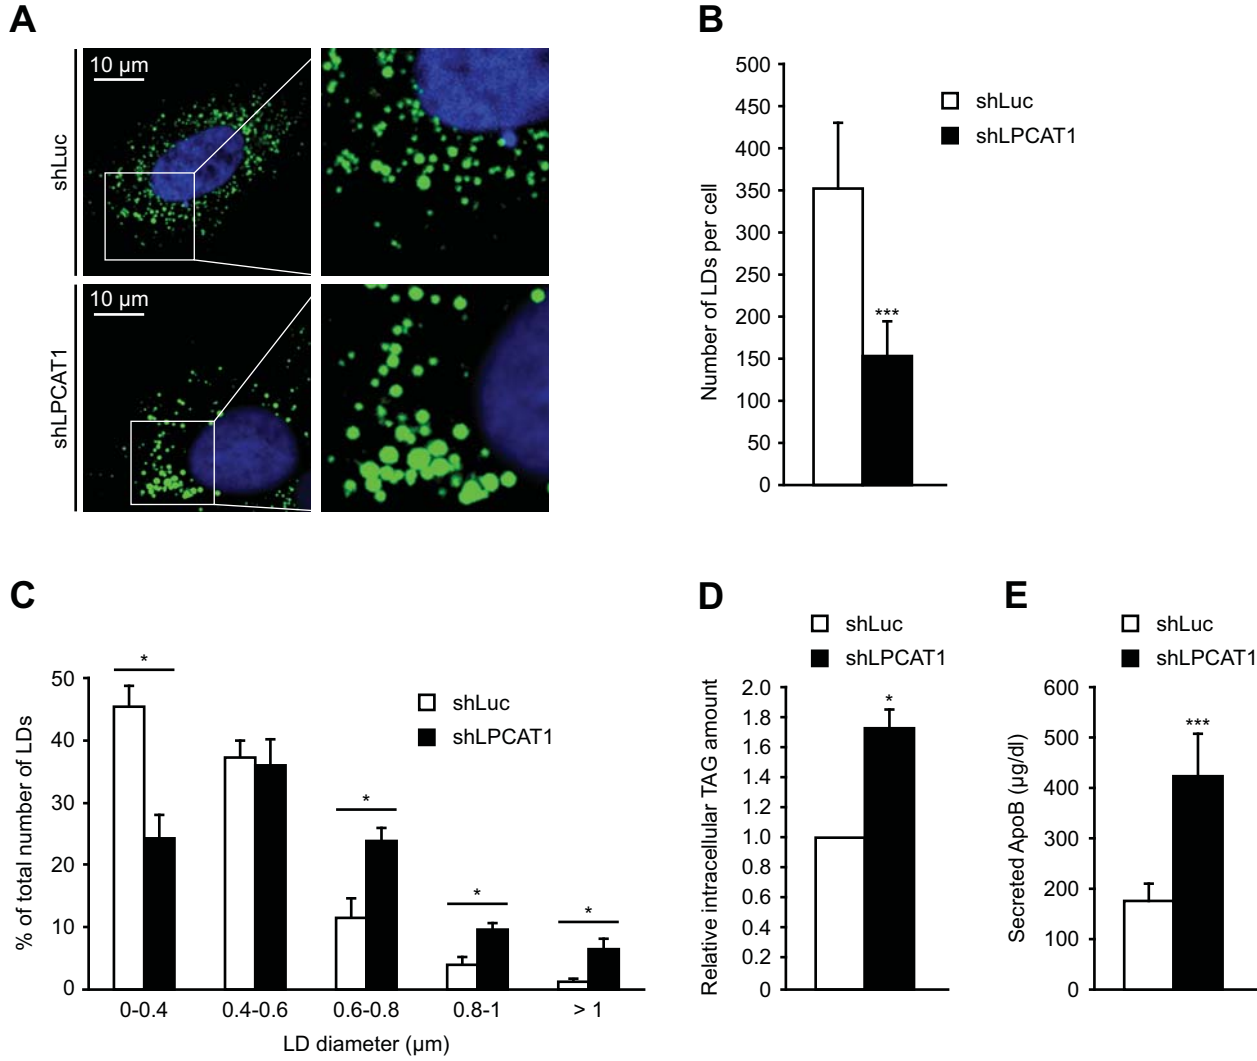 A
10 µm
shLuc
10 µm
shLPCAT1
B
500
450
400
350
300
250
200
150
100
50
0
Number of LDs per cell
shLuc
shLPCAT1
***
C
50
40
30
20
10
0
% of total number of LDs
*
*
*
*
shLuc
shLPCAT1
0-0.4 0.4-0.6 0.6-0.8 0.8-1 > 1
LD diameter (µm)
D
shLuc
shLPCAT1
2.0
1.8
1.6
1.4
1.2
1.0
0.8
0.6
0.4
0.2
0
Relative intracellular TAG amount
*
E
shLuc
shLPCAT1
600
500
400
300
200
100
0
Secreted ApoB (µg/dl)
***